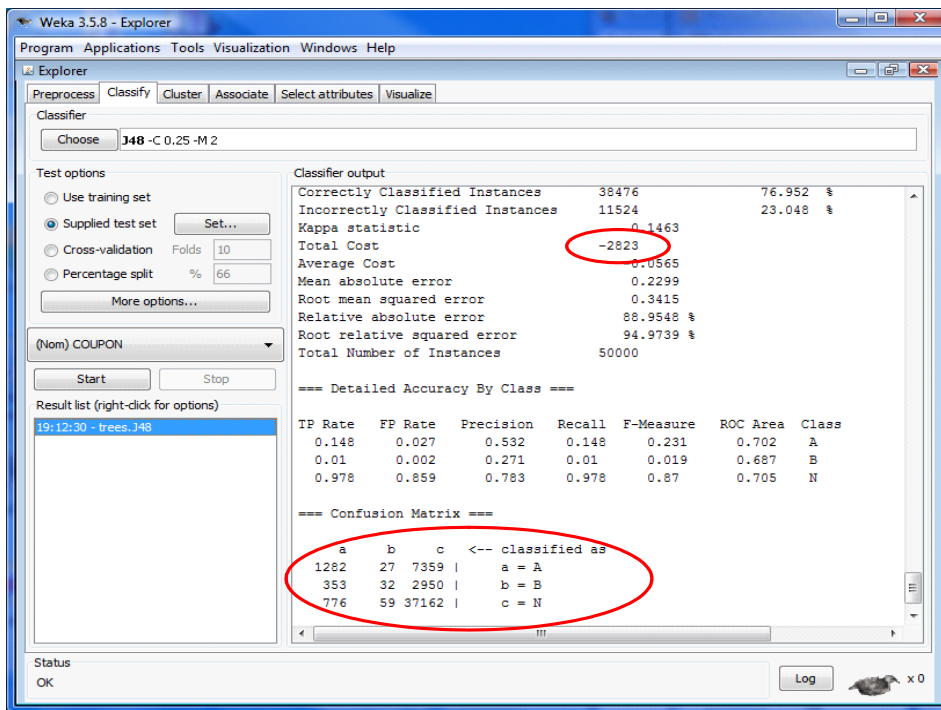 Weka 3.5.8 - Explorer
Program Applications Tools Visualization Windows Help
Explorer
Preprocess Classify Cluster Associate Select attributes Visualize
Classifier
Choose J48 -C 0.25 -M 2
Test options
Use training set
Supplied test set Set...
Cross-validation Folds 10
Percentage split % 66
More options...
(Nom) COUPON
Start Stop
Result list (right-click for options)
19:12:30 - trees.J48
Classifier output
Correctly Classified Instances 38476 76.952 %
Incorrectly Classified Instances 11524 23.048 %
Kappa statistic 0.1463
Total Cost -2823
Average Cost -0.0565
Mean absolute error 0.2299
Root mean squared error 0.3415
Relative absolute error 88.9548 %
Root relative squared error 94.9739 %
Total Number of Instances 50000
=== Detailed Accuracy By Class ===
TP Rate FP Rate Precision Recall F-Measure ROC Area Class
0.148 0.027 0.532 0.148 0.231 0.702 A
0.01 0.002 0.271 0.01 0.019 0.687 B
0.978 0.859 0.783 0.978 0.87 0.705 N
=== Confusion Matrix ===
a b c <-- classified as
1282 27 7359 | a = A
353 32 2950 | b = B
776 59 37162 | c = N
Status
OK
Log x 0